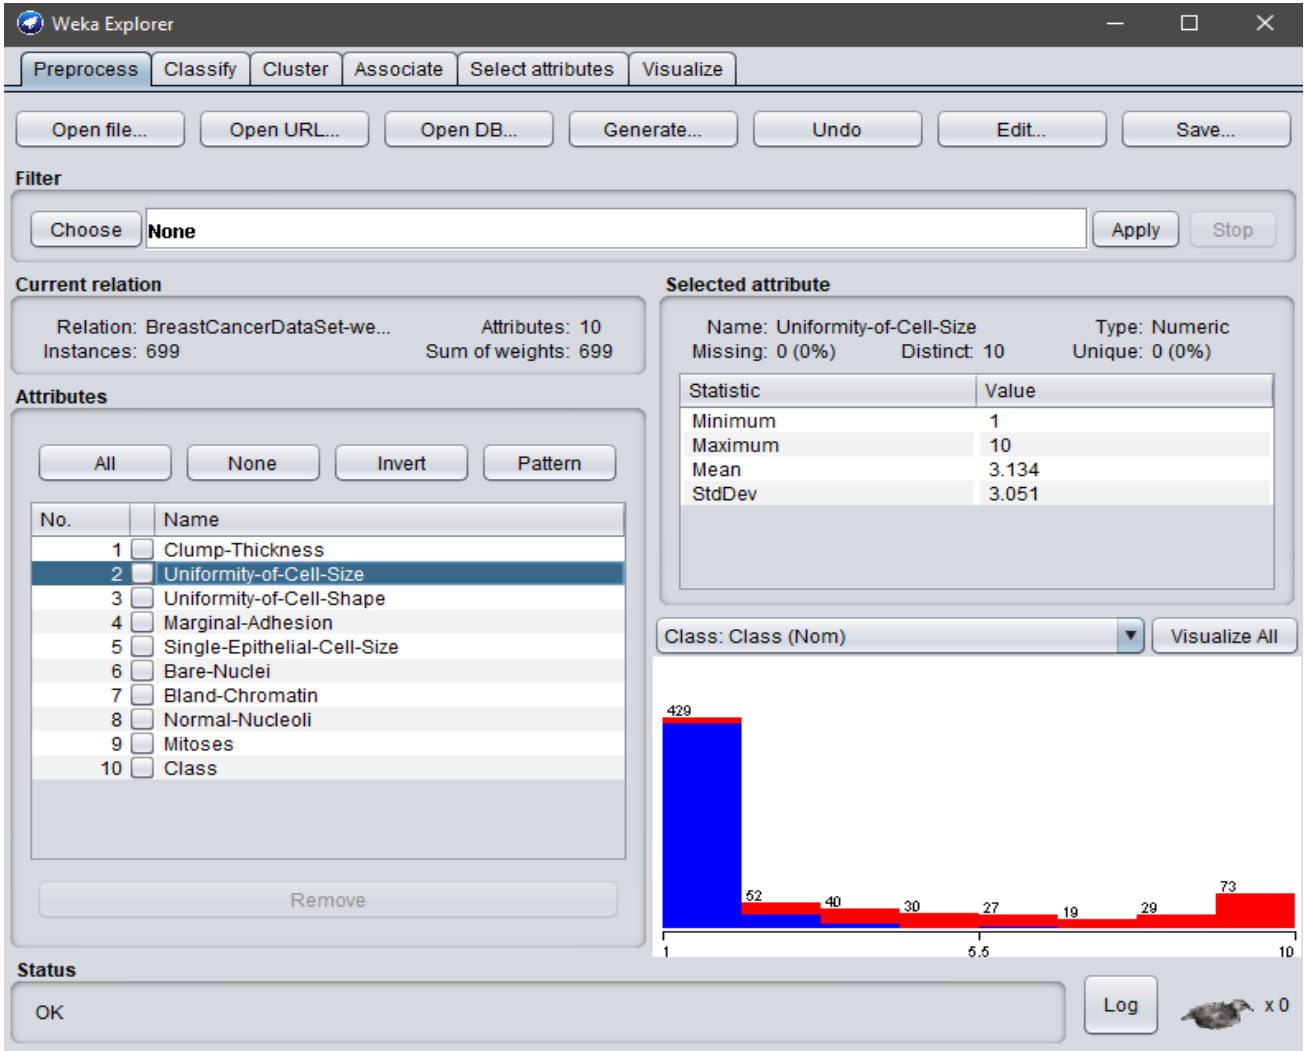 Weka Explorer
Preprocess Classify Cluster Associate Select attributes Visualize
Open file... Open URL... Open DB... Generate... Undo Edit... Save...
Filter
Choose None Apply Stop
Current relation
Relation: BreastCancerDataSet-we... Attributes: 10
Instances: 699 Sum of weights: 699
Attributes
All None Invert Pattern
No. Name
1 Clump-Thickness
2 Uniformity-of-Cell-Size
3 Uniformity-of-Cell-Shape
4 Marginal-Adhesion
5 Single-Epithelial-Cell-Size
6 Bare-Nuclei
7 Bland-Chromatin
8 Normal-Nucleoli
9 Mitoses
10 Class
Remove
Selected attribute
Name: Uniformity-of-Cell-Size Type: Numeric
Missing: 0 (0%) Distinct: 10 Unique: 0 (0%)
Statistic Value
Minimum 1
Maximum 10
Mean 3.134
StdDev 3.051
Class: Class (Nom) Visualize All
429
52 40 30 27 19 29 73
1 5.5 10
Status
OK
Log x 0